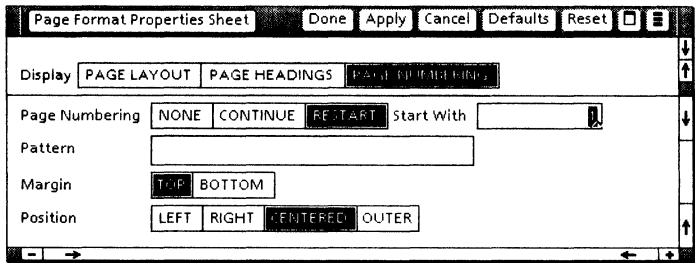 Page Format Properties Sheet Done Apply Cancel Defaults Reset
Display PAGE LAYOUT PAGE HEADINGS PAGE NUMBERING
Page Numbering NONE CONTINUE RESTART Start With 1
Pattern
Margin TOP BOTTOM
Position LEFT RIGHT CENTERED OUTER